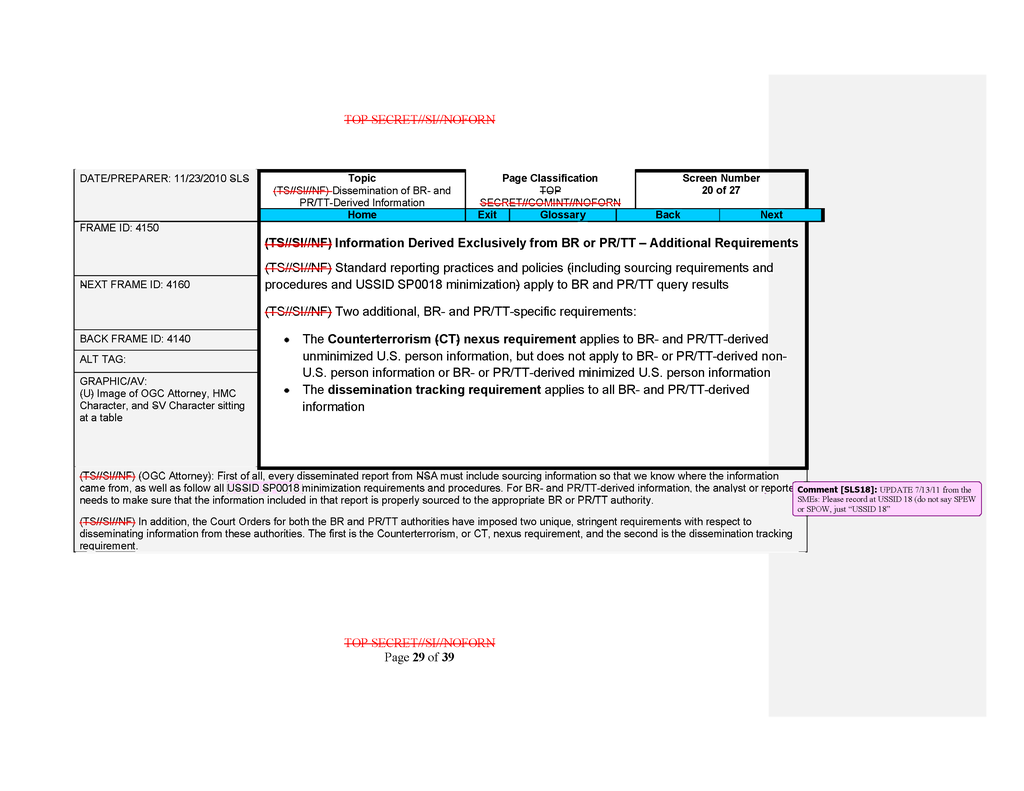 TOP SECRET//SI//NOFORN
DATE/PREPARER: 11/23/2010 SLS
Topic
(TS//SI//NF) Dissemination of BR- and
PR/TT-Derived Information
Page Classification
TOP
SECRET//COMINT//NOFORN
Screen Number
20 of 27
Home Exit Glossary Back Next
FRAME ID: 4150
NEXT FRAME ID: 4160
BACK FRAME ID: 4140
ALT TAG:
GRAPHIC/AV:
(U) Image of OGC Attorney, HMC
Character, and SV Character sitting
at a table
(TS//SI//NF) Information Derived Exclusively from BR or PR/TT – Additional Requirements
(TS//SI//NF) Standard reporting practices and policies (including sourcing requirements and
procedures and USSID SP0018 minimization) apply to BR and PR/TT query results
(TS//SI//NF) Two additional, BR- and PR/TT-specific requirements:
• The Counterterrorism (CT) nexus requirement applies to BR- and PR/TT-derived
unminimized U.S. person information, but does not apply to BR- or PR/TT-derived non-
U.S. person information or BR- or PR/TT-derived minimized U.S. person information
• The dissemination tracking requirement applies to all BR- and PR/TT-derived
information
(TS//SI//NF) (OGC Attorney): First of all, every disseminated report from NSA must include sourcing information so that we know where the information
came from, as well as follow all USSID SP0018 minimization requirements and procedures. For BR- and PR/TT-derived information, the analyst or reporte
needs to make sure that the information included in that report is properly sourced to the appropriate BR or PR/TT authority.
(TS//SI//NF) In addition, the Court Orders for both the BR and PR/TT authorities have imposed two unique, stringent requirements with respect to
disseminating information from these authorities. The first is the Counterterrorism, or CT, nexus requirement, and the second is the dissemination tracking
requirement.
Comment [SLS18]: UPDATE 7/13/11 from the
SMEs: Please record at USSID 18 (do not say SPEW
or SPOW, just “USSID 18”
TOP SECRET//SI//NOFORN
Page 29 of 39